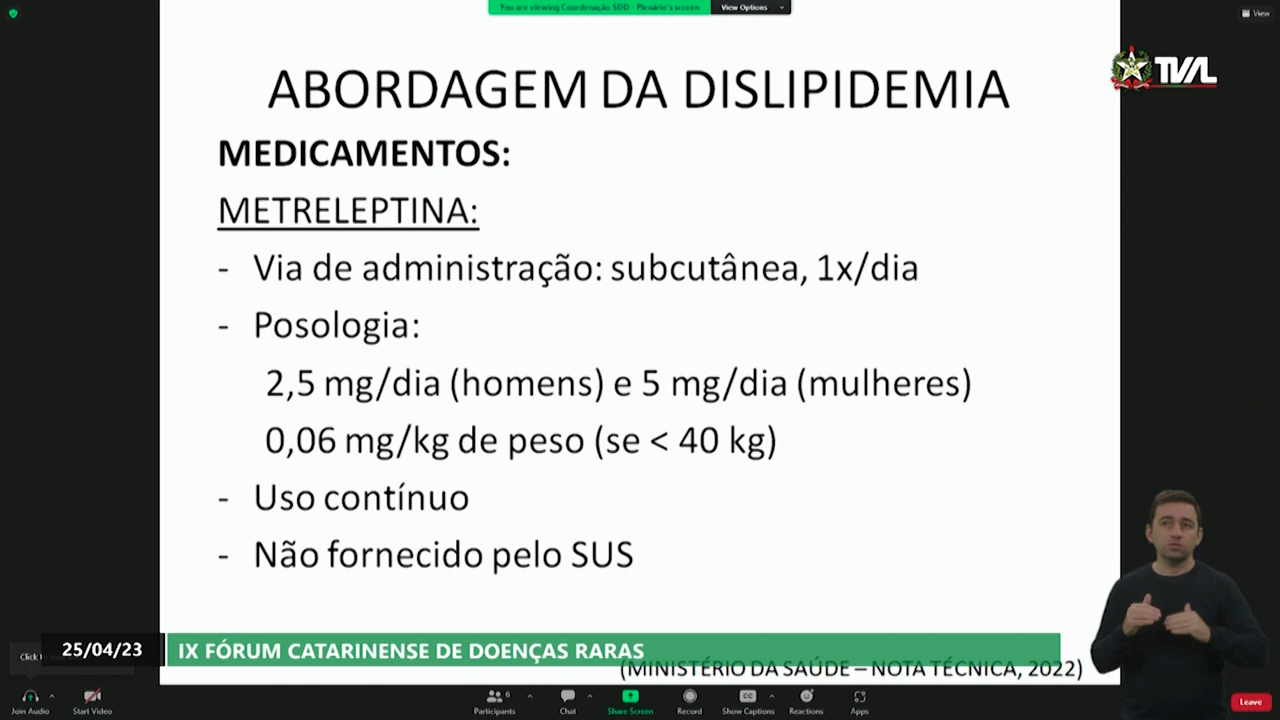 You are viewing Coordenação SDD - Plenário's screen
View Options
View
TVAL
ABORDAGEM DA DISLIPIDEMIA
MEDICAMENTOS:
METRELEPTINA:
- Via de administração: subcutânea, 1x/dia
- Posologia:
2,5 mg/dia (homens) e 5 mg/dia (mulheres)
0,06 mg/kg de peso (se < 40 kg)
- Uso contínuo
- Não fornecido pelo SUS
25/04/23
IX FÓRUM CATARINENSE DE DOENÇAS RARAS
(MINISTÉRIO DA SAÚDE – NOTA TÉCNICA, 2022)
Join Audio
Start Video
Participants
6
Chat
Share Screen
Record
CC
Show Captions
Reactions
Apps
Leave